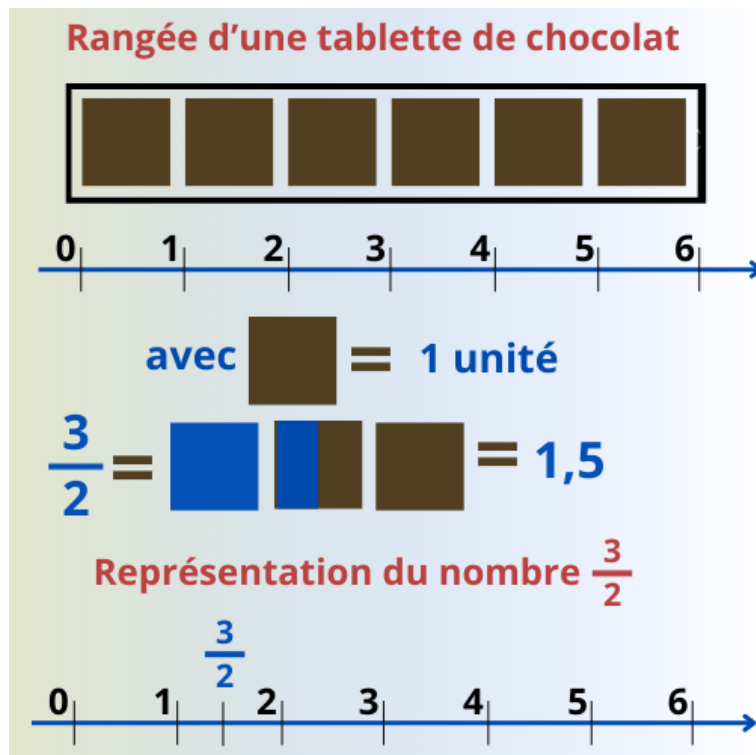 Rangée d'une tablette de chocolat
0 1 2 3 4 5 6
avec = 1 unité
3/2 = = 1,5
Représentation du nombre 3/2
3/2
0 1 2 3 4 5 6